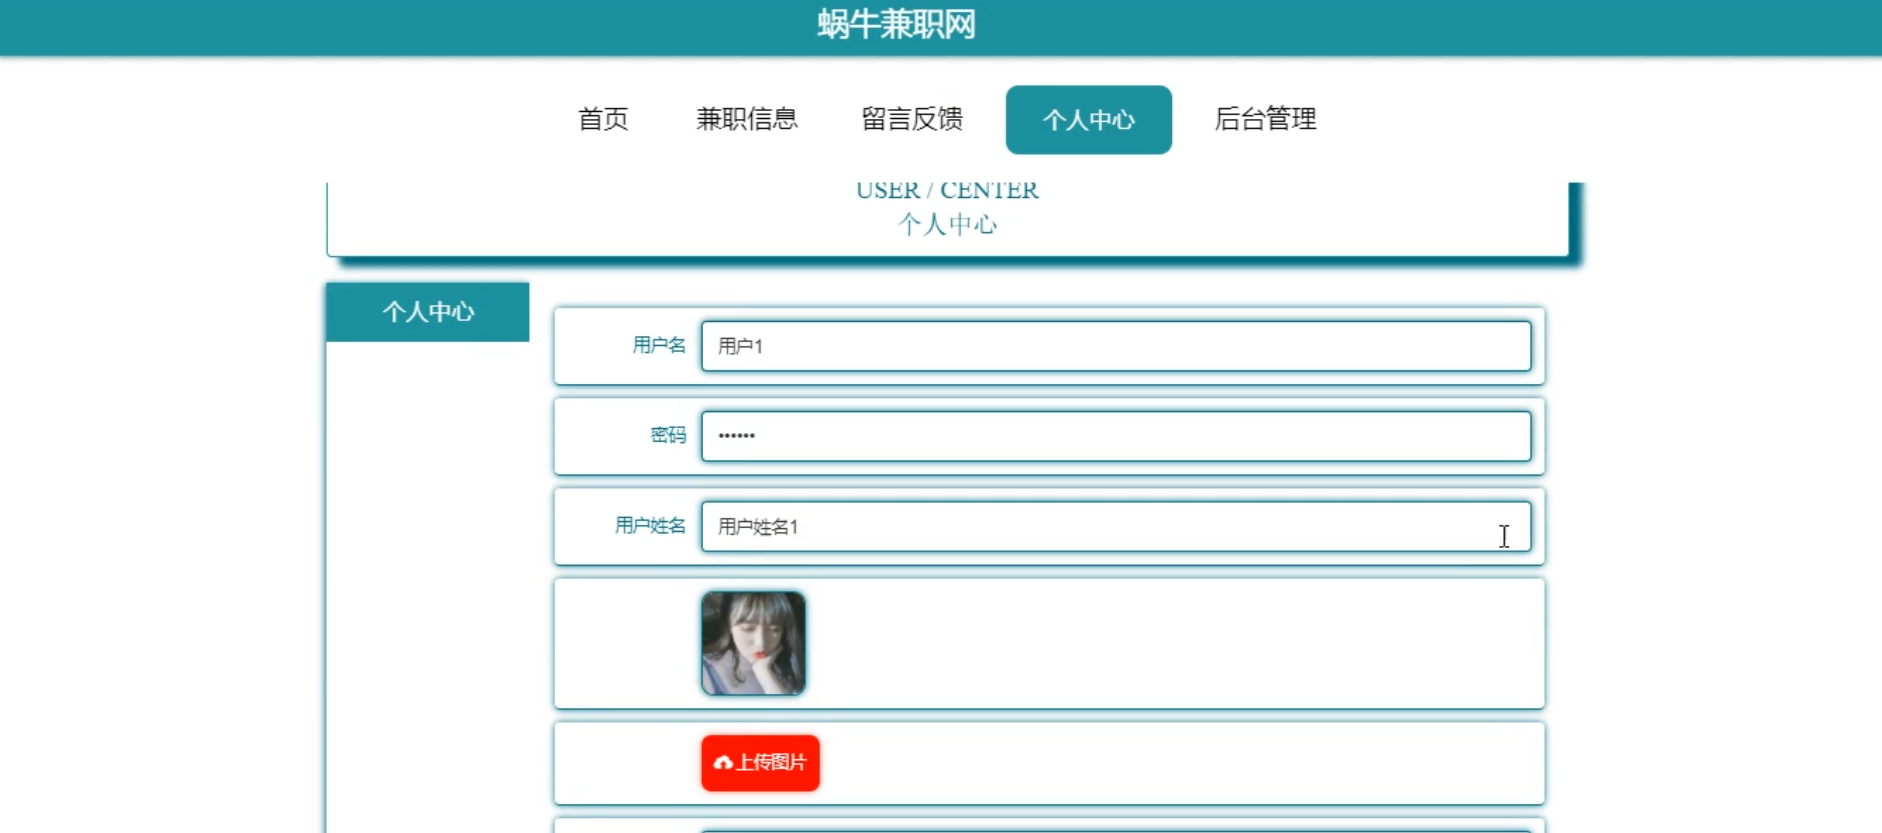 蜗牛兼职网
首页 兼职信息 留言反馈 个人中心 后台管理
USER / CENTER
个人中心
个人中心
用户名 用户1
密码 ••••••
用户姓名 用户姓名1
上传图片